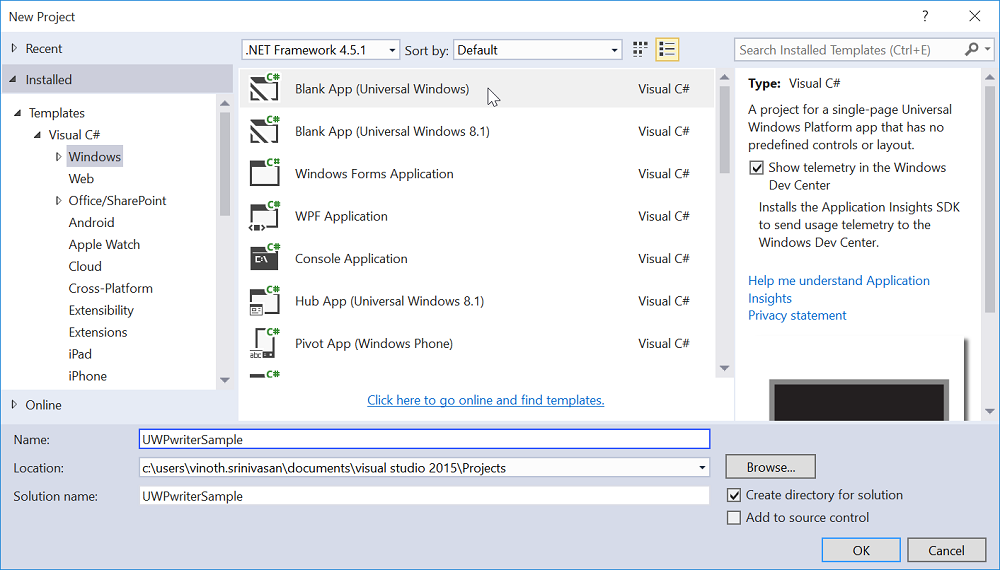 New Project
?
Recent
.NET Framework 4.5.1
Sort by:
Default
Search Installed Templates (Ctrl+E)
Installed
Templates
Visual C#
Windows
Web
Office/SharePoint
Android
Apple Watch
Cloud
Cross-Platform
Extensibility
Extensions
iPad
iPhone
Online
C#
Blank App (Universal Windows)
Visual C#
C#
Blank App (Universal Windows 8.1)
Visual C#
C#
Windows Forms Application
Visual C#
C#
WPF Application
Visual C#
C#
C:\
Console Application
Visual C#
C#
Hub App (Universal Windows 8.1)
Visual C#
C#
abc
Pivot App (Windows Phone)
Visual C#
C#
Click here to go online and find templates.
Type: Visual C#
A project for a single-page Universal
Windows Platform app that has no
predefined controls or layout.
Show telemetry in the Windows
Dev Center
Installs the Application Insights SDK
to send usage telemetry to the
Windows Dev Center.
Help me understand Application
Insights
Privacy statement
Name:
UWPwriterSample
Location:
c:\users\vinoth.srinivasan\documents\visual studio 2015\Projects
Browse...
Solution name:
UWPwriterSample
Create directory for solution
Add to source control
OK
Cancel